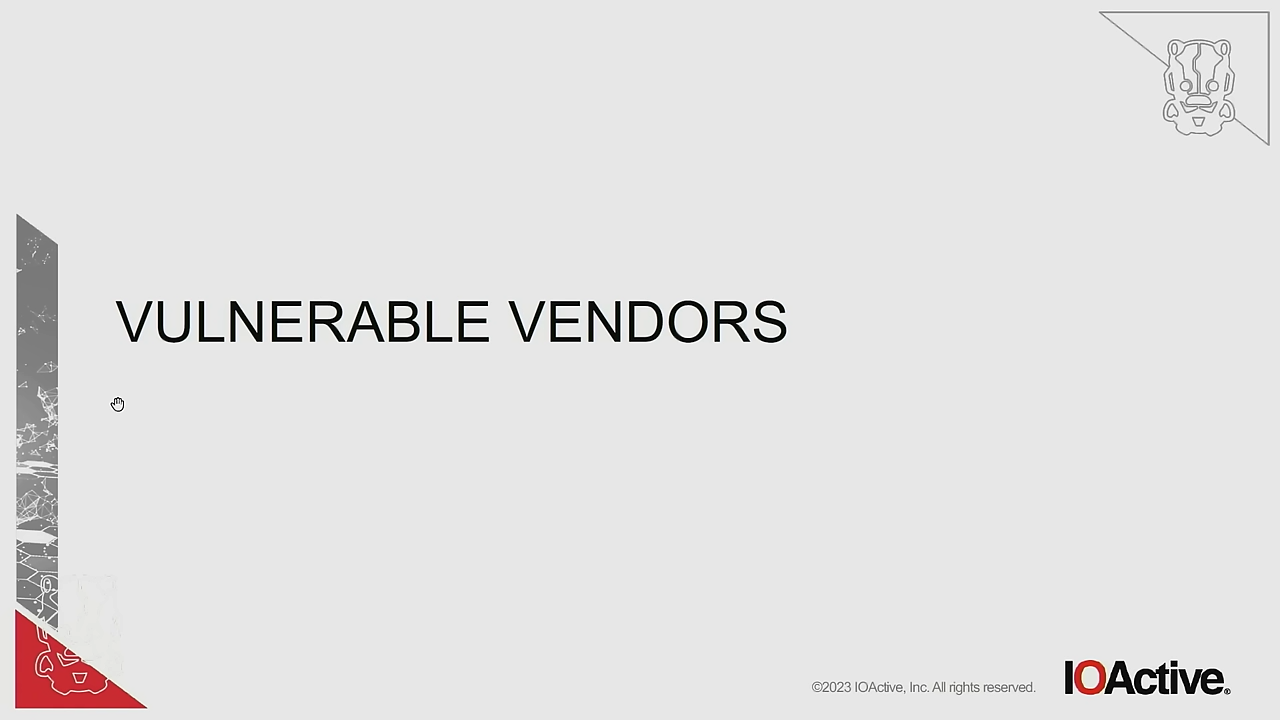 VULNERABLE VENDORS
©2023 IOActive, Inc. All rights reserved.
IOActive®